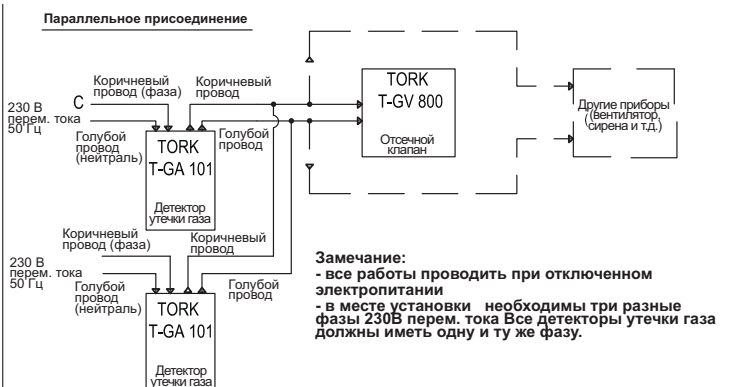 Параллельное присоединение
Коричневый
провод (фаза)
Коричневый
провод
С
230 В
перем. тока
50 Гц
Голубой
провод
(нейтраль)
TORK
T-GA 101
Детектор
утечки газа
Голубой
провод
TORK
T-GV 800
Отсечной
клапан
Другие приборы
(вентилятор,
сирена и т.д.)
Коричневый
провод (фаза)
Коричневый
провод
230 В
перем. тока
50 Гц
Голубой
провод
(нейтраль)
TORK
T-GA 101
Детектор
утечки газа
Голубой
провод
Замечание:
- все работы проводить при отключенном
электропитании
- в месте установки необходимы три разные
фазы 230В перем. тока Все детекторы утечки газа
должны иметь одну и ту же фазу.